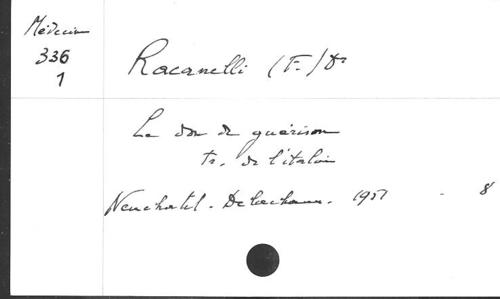 Médecine
336
1
Racanelli (F.) Dr
Le don de guérison
tr. de l'italien
Neuchatel. Delachaux. 1951 - 8